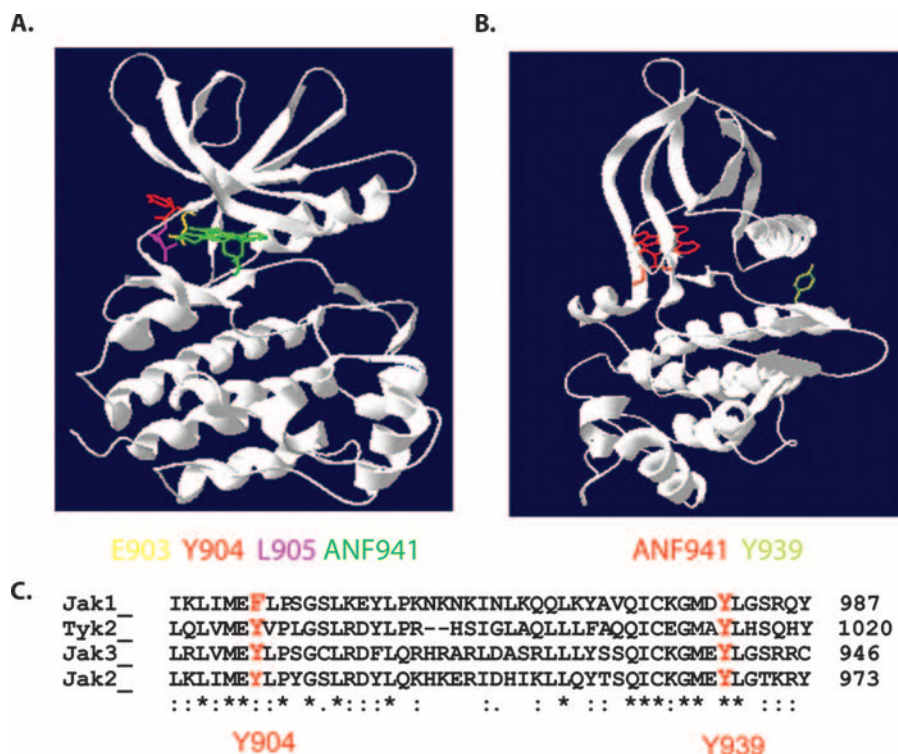 A.
B.
E903 Y904 L905 ANF941
ANF941 Y939
C.
Jak1_ IKLIMEFLPSGSLKEYLPKNKNKINLKQQLKYAVQICKGMDYLGSRQY 987
Tyk2_ LQLVMEYVPLGSLRDYLPR--HSIGLAQLLLFAQQICEGMAYLHSQHY 1020
Jak3_ LRLVMEYLPSGCLRDFLQRHRARLDASRLLLYSSQICKGMEYLGSRRC 946
Jak2_ LKLIMEYLPYGSLRDYLQKHKERIDHIKLLQYTSQICKGMEYLGTKRY 973
::*:**::* *.*:::* : :. * : ***:** ** :::
Y904 Y939